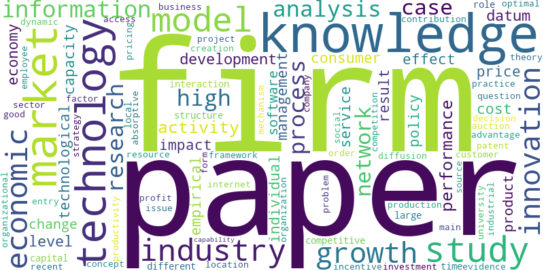 information
model
analysis
case
datum
knowledge
firm
paper
market
technology
economic
economy
business
access
dynamic
employee
capacity
technological
research
development
high
activity
impact
industry
process
software
management
interaction
creation
project
pricing
local
absorptive
structure
mechanism
company
consumer
effect
result
service
social
network
policy
competition
price
cost
role
optimal
contribution
theory
practice
question
advantage
decision
auction
patent
customer
source
performance
product
innovation
university
industrial
production
large
main
diffusion
order
individual
organization
empirical
internet
framework
form
resource
factor
strategy
sector
good
organizational
entry
change
level
capital
recent
concept
productivity
profit
issue
different
location
capability
problem
competitive
incentive
growth
investment
study
time
evidence